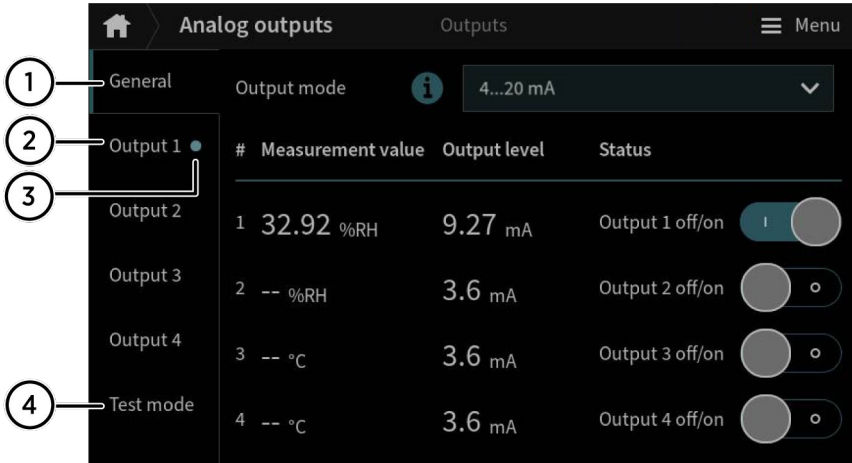 Analog outputs Outputs Menu
1 General Output mode i 4...20 mA
2 Output 1 # Measurement value Output level Status
3
Output 2 1 32.92 %RH 9.27 mA Output 1 off/on
Output 3 2 -- %RH 3.6 mA Output 2 off/on
Output 4 3 -- °C 3.6 mA Output 3 off/on
4 Test mode 4 -- °C 3.6 mA Output 4 off/on